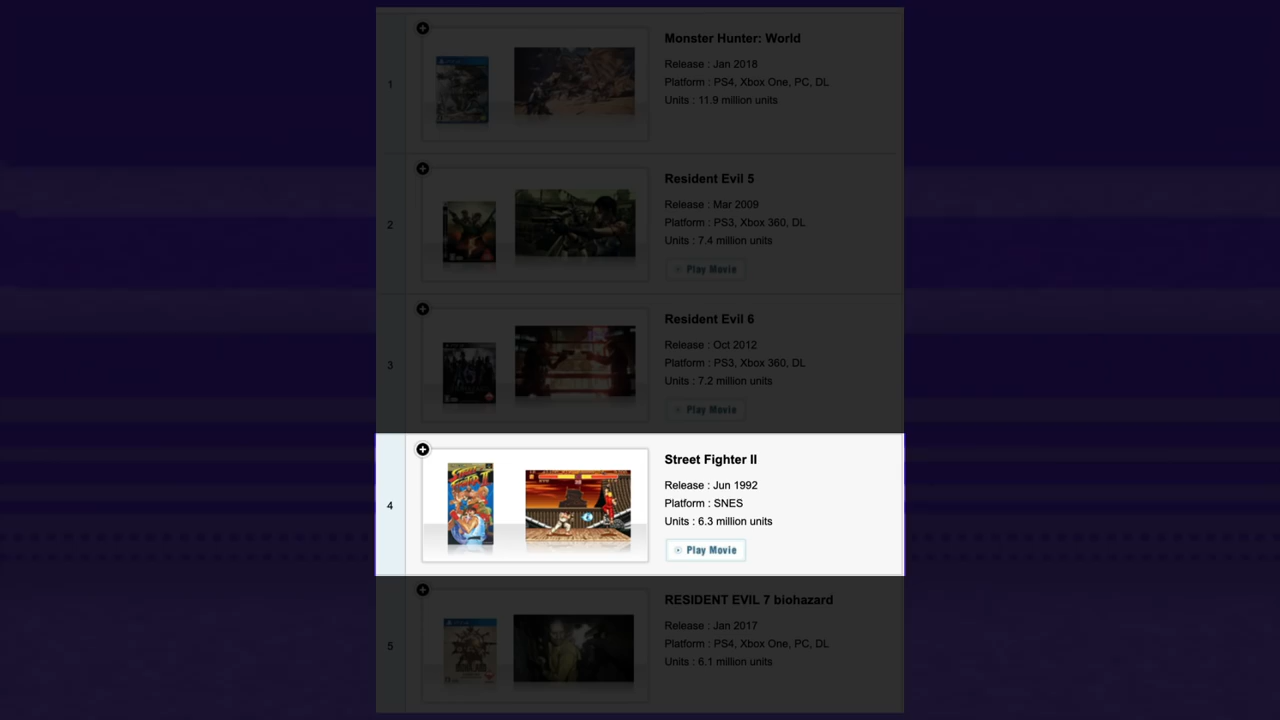 1
Monster Hunter: World
Release : Jan 2018
Platform : PS4, Xbox One, PC, DL
Units : 11.9 million units
2
Resident Evil 5
Release : Mar 2009
Platform : PS3, Xbox 360, DL
Units : 7.4 million units
Play Movie
3
Resident Evil 6
Release : Oct 2012
Platform : PS3, Xbox 360, DL
Units : 7.2 million units
Play Movie
4
Street Fighter II
Release : Jun 1992
Platform : SNES
Units : 6.3 million units
Play Movie
5
RESIDENT EVIL 7 biohazard
Release : Jan 2017
Platform : PS4, Xbox One, PC, DL
Units : 6.1 million units